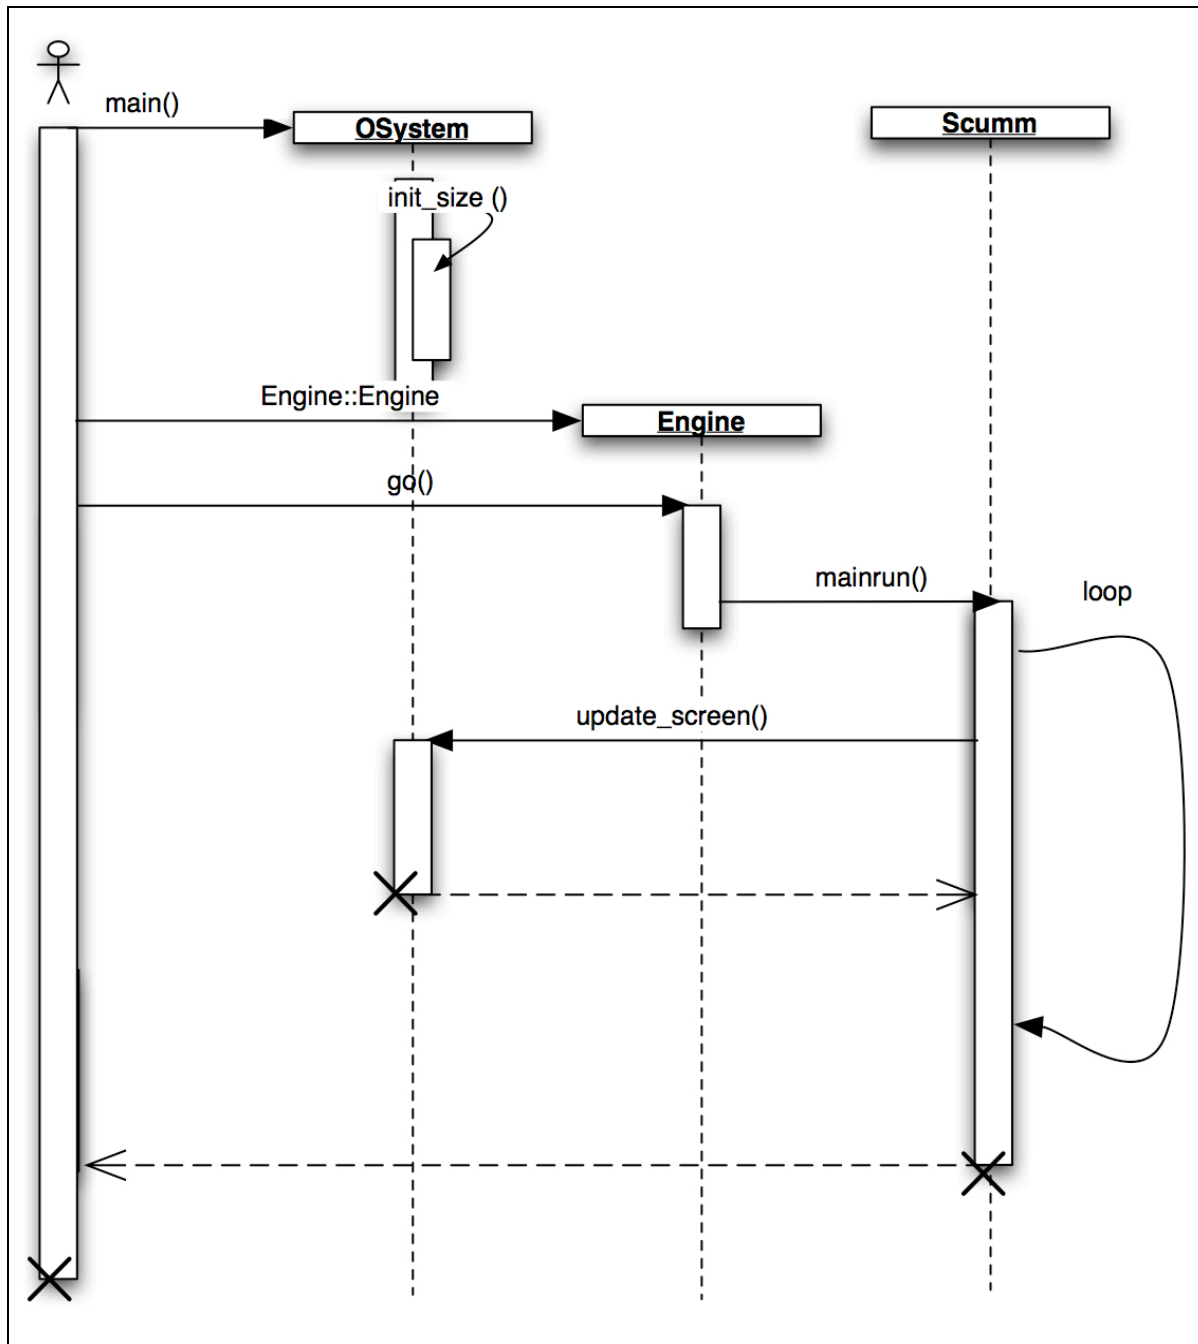 main()
OSystem
Scumm
init_size ()
Engine::Engine
Engine
go()
mainrun()
loop
update_screen()